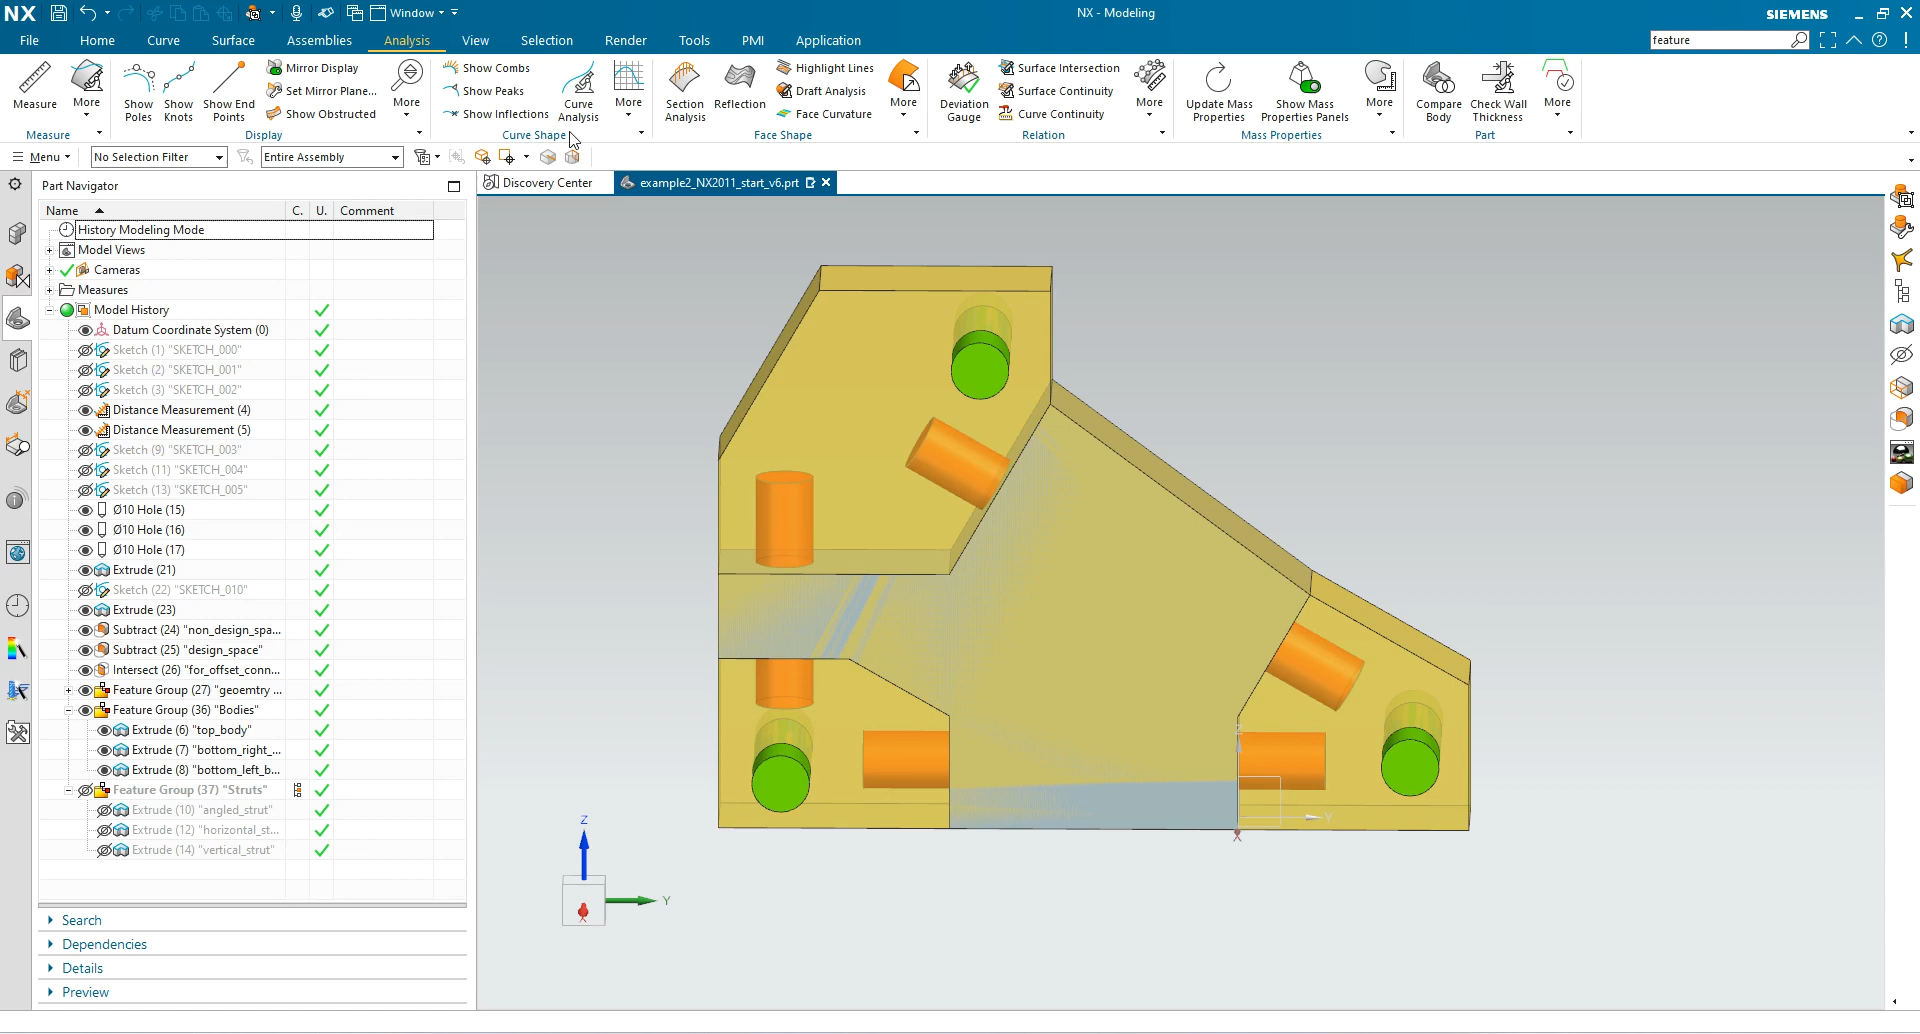 NX
Window
NX - Modeling
SIEMENS
File
Home
Curve
Surface
Assemblies
Analysis
View
Selection
Render
Tools
PMI
Application
feature
Measure
More
Show Poles
Show Knots
Show End Points
Mirror Display
Set Mirror Plane...
Show Obstructed
More
Show Combs
Show Peaks
Show Inflections
Curve Analysis
More
Section Analysis
Reflection
Highlight Lines
Draft Analysis
Face Curvature
More
Deviation Gauge
Surface Intersection
Surface Continuity
Curve Continuity
More
Update Mass Properties
Show Mass Properties Panels
More
Compare Body
Check Wall Thickness
More
Measure
Display
Curve Shape
Face Shape
Relation
Mass Properties
Part
Menu
No Selection Filter
Entire Assembly
Part Navigator
Discovery Center
example2_NX2011_start_v6.prt
Name C. U. Comment
History Modeling Mode
Model Views
Cameras
Measures
Model History
Datum Coordinate System (0)
Sketch (1) "SKETCH_000"
Sketch (2) "SKETCH_001"
Sketch (3) "SKETCH_002"
Distance Measurement (4)
Distance Measurement (5)
Sketch (9) "SKETCH_003"
Sketch (11) "SKETCH_004"
Sketch (13) "SKETCH_005"
Ø10 Hole (15)
Ø10 Hole (16)
Ø10 Hole (17)
Extrude (21)
Sketch (22) "SKETCH_010"
Extrude (23)
Subtract (24) "non_design_spa...
Subtract (25) "design_space"
Intersect (26) "for_offset_conn...
Feature Group (27) "geoemtry ...
Feature Group (36) "Bodies"
Extrude (6) "top_body"
Extrude (7) "bottom_right_...
Extrude (8) "bottom_left_b...
Feature Group (37) "Struts"
Extrude (10) "angled_strut"
Extrude (12) "horizontal_st...
Extrude (14) "vertical_strut"
Search
Dependencies
Details
Preview
Z
Y
X
Z
Y
X